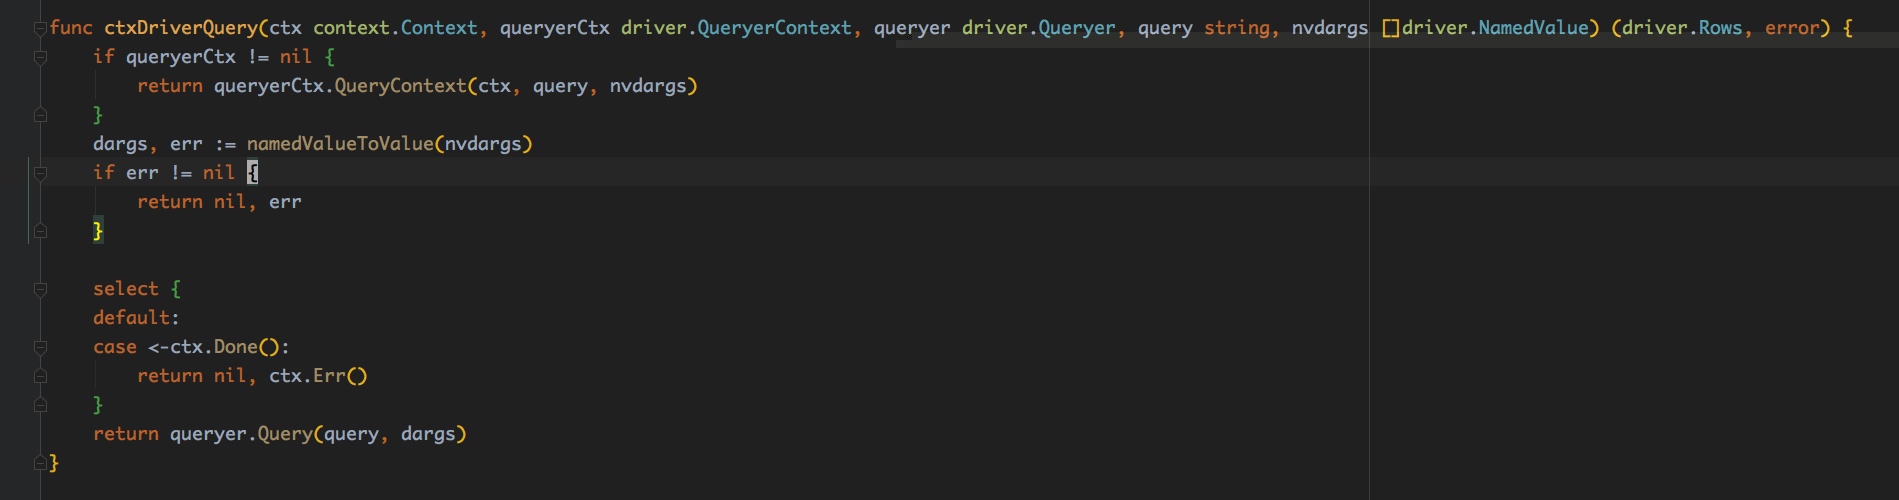 func ctxDriverQuery(ctx context.Context, queryerCtx driver.QueryerContext, queryer driver.Queryer, query string, nvdargs []driver.NamedValue) (driver.Rows, error) {
    if queryerCtx != nil {
        return queryerCtx.QueryContext(ctx, query, nvdargs)
    }
    dargs, err := namedValueToValue(nvdargs)
    if err != nil {
        return nil, err
    }

    select {
    default:
    case <-ctx.Done():
        return nil, ctx.Err()
    }
    return queryer.Query(query, dargs)
}